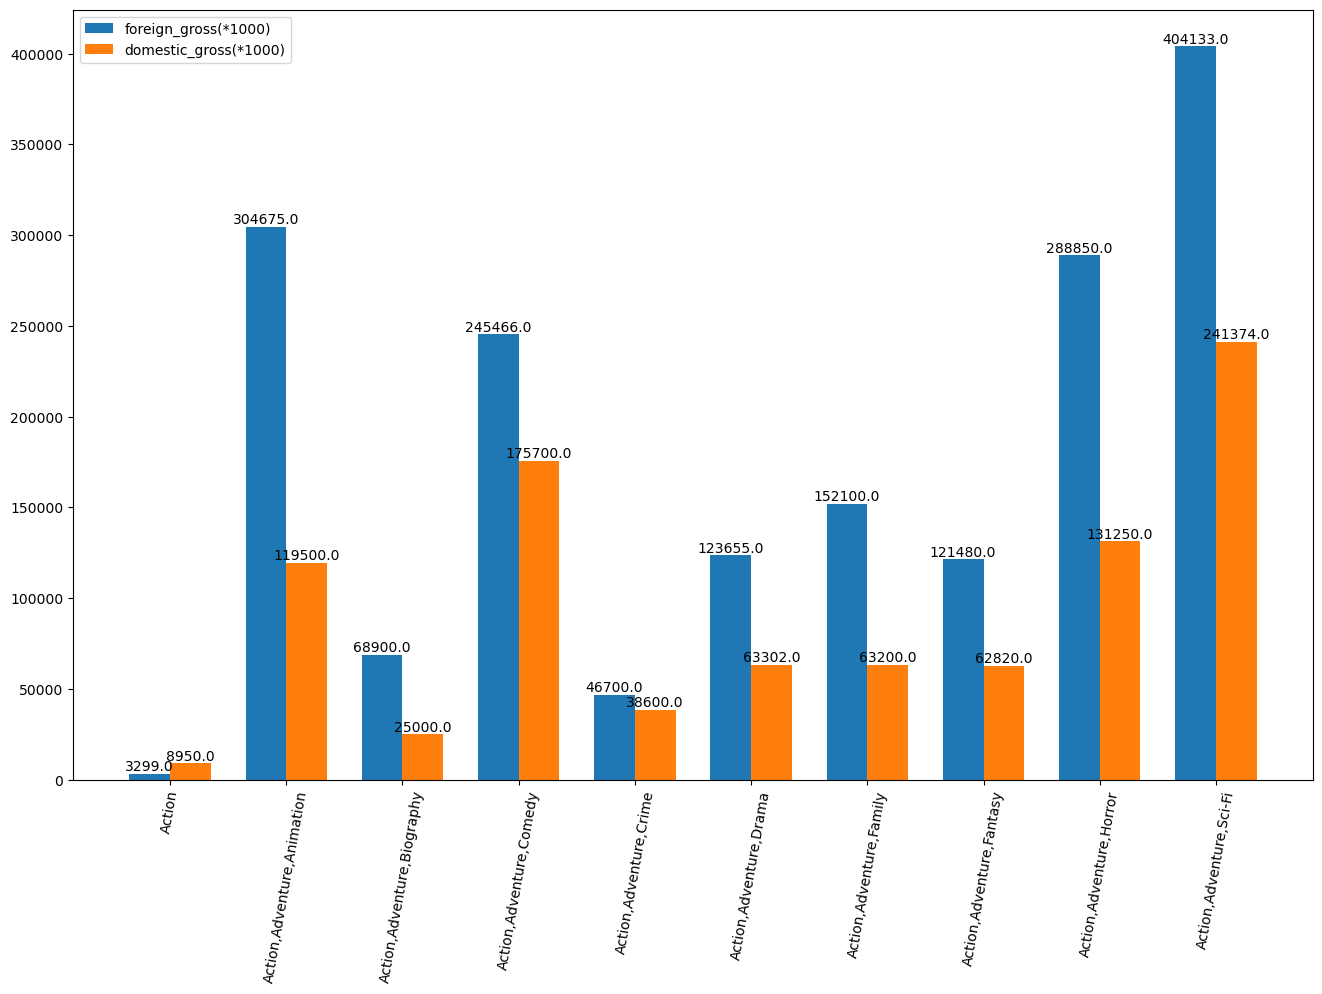 foreign_gross(*1000)
domestic_gross(*1000)
400000
350000
300000
250000
200000
150000
100000
50000
0
3299.0
8950.0
304675.0
119500.0
68900.0
25000.0
245466.0
175700.0
46700.0
38600.0
123655.0
63302.0
152100.0
63200.0
121480.0
62820.0
288850.0
131250.0
404133.0
241374.0
Action
Action,Adventure,Animation
Action,Adventure,Biography
Action,Adventure,Comedy
Action,Adventure,Crime
Action,Adventure,Drama
Action,Adventure,Family
Action,Adventure,Fantasy
Action,Adventure,Horror
Action,Adventure,Sci-Fi